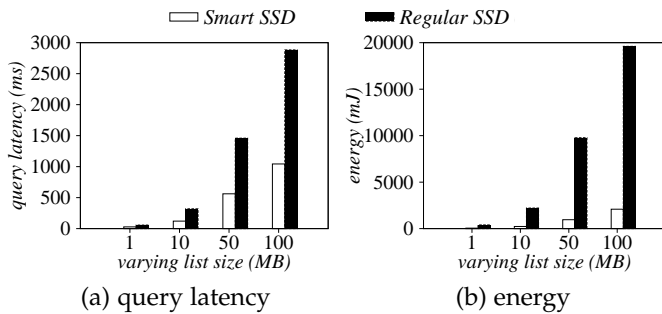 Smart SSD
Regular SSD
3000
2500
2000
1500
1000
500
0
query latency (ms)
1 10 50 100
varying list size (MB)
(a) query latency
20000
15000
10000
5000
0
energy (mJ)
1 10 50 100
varying list size (MB)
(b) energy